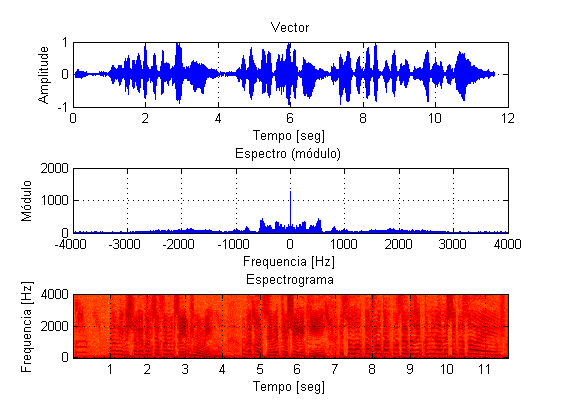 Vector
1
0
-1
Amplitude
0 2 4 6 8 10 12
Tempo [seg]
Espectro (módulo)
2000
1000
0
Módulo
-4000 -3000 -2000 -1000 0 1000 2000 3000 4000
Frequencia [Hz]
Espectrograma
4000
2000
0
Frequencia [Hz]
1 2 3 4 5 6 7 8 9 10 11
Tempo [seg]